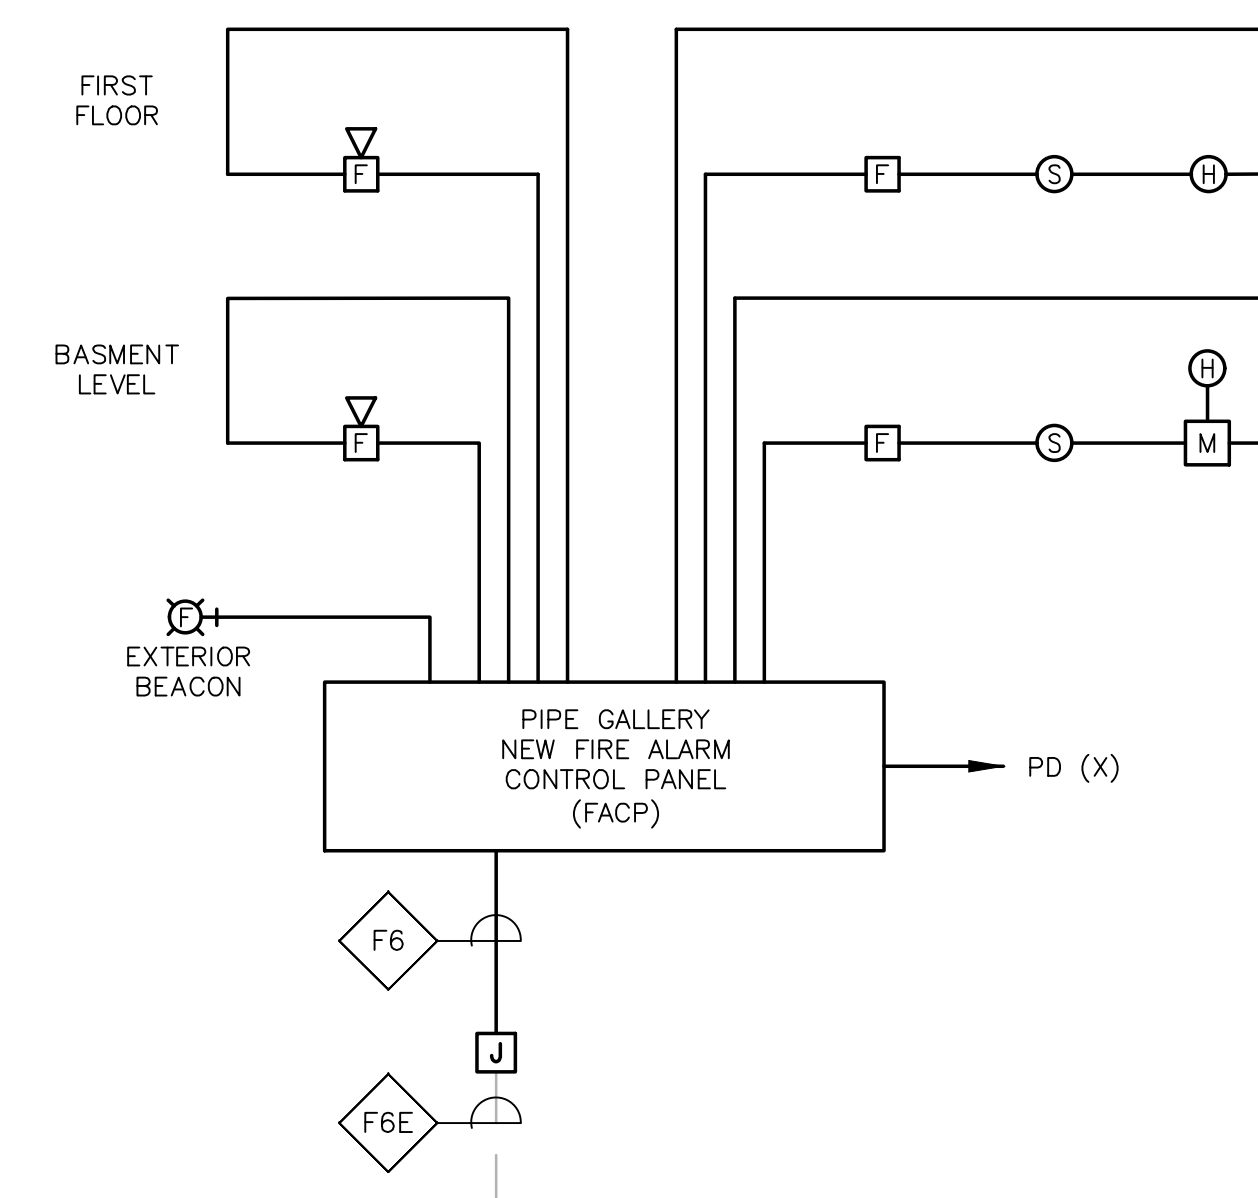 FIRST
FLOOR
F
F
S
H
BASMENT
LEVEL
H
F
F
S
M
F
EXTERIOR
BEACON
PIPE GALLERY
NEW FIRE ALARM
CONTROL PANEL
(FACP)
PD (X)
F6
J
F6E